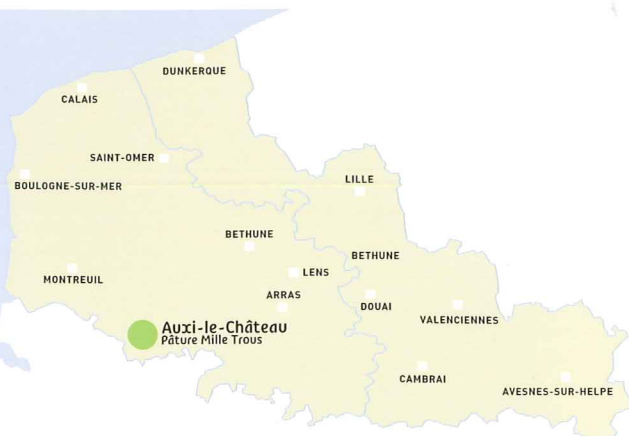 DUNKERQUE
CALAIS
SAINT-OMER
BOULOGNE-SUR-MER
LILLE
BETHUNE
BETHUNE
LENS
MONTREUIL
ARRAS
DOUAI
VALENCIENNES
Auxi-le-Château
Pâture Mille Trous
CAMBRAI
AVESNES-SUR-HELPE